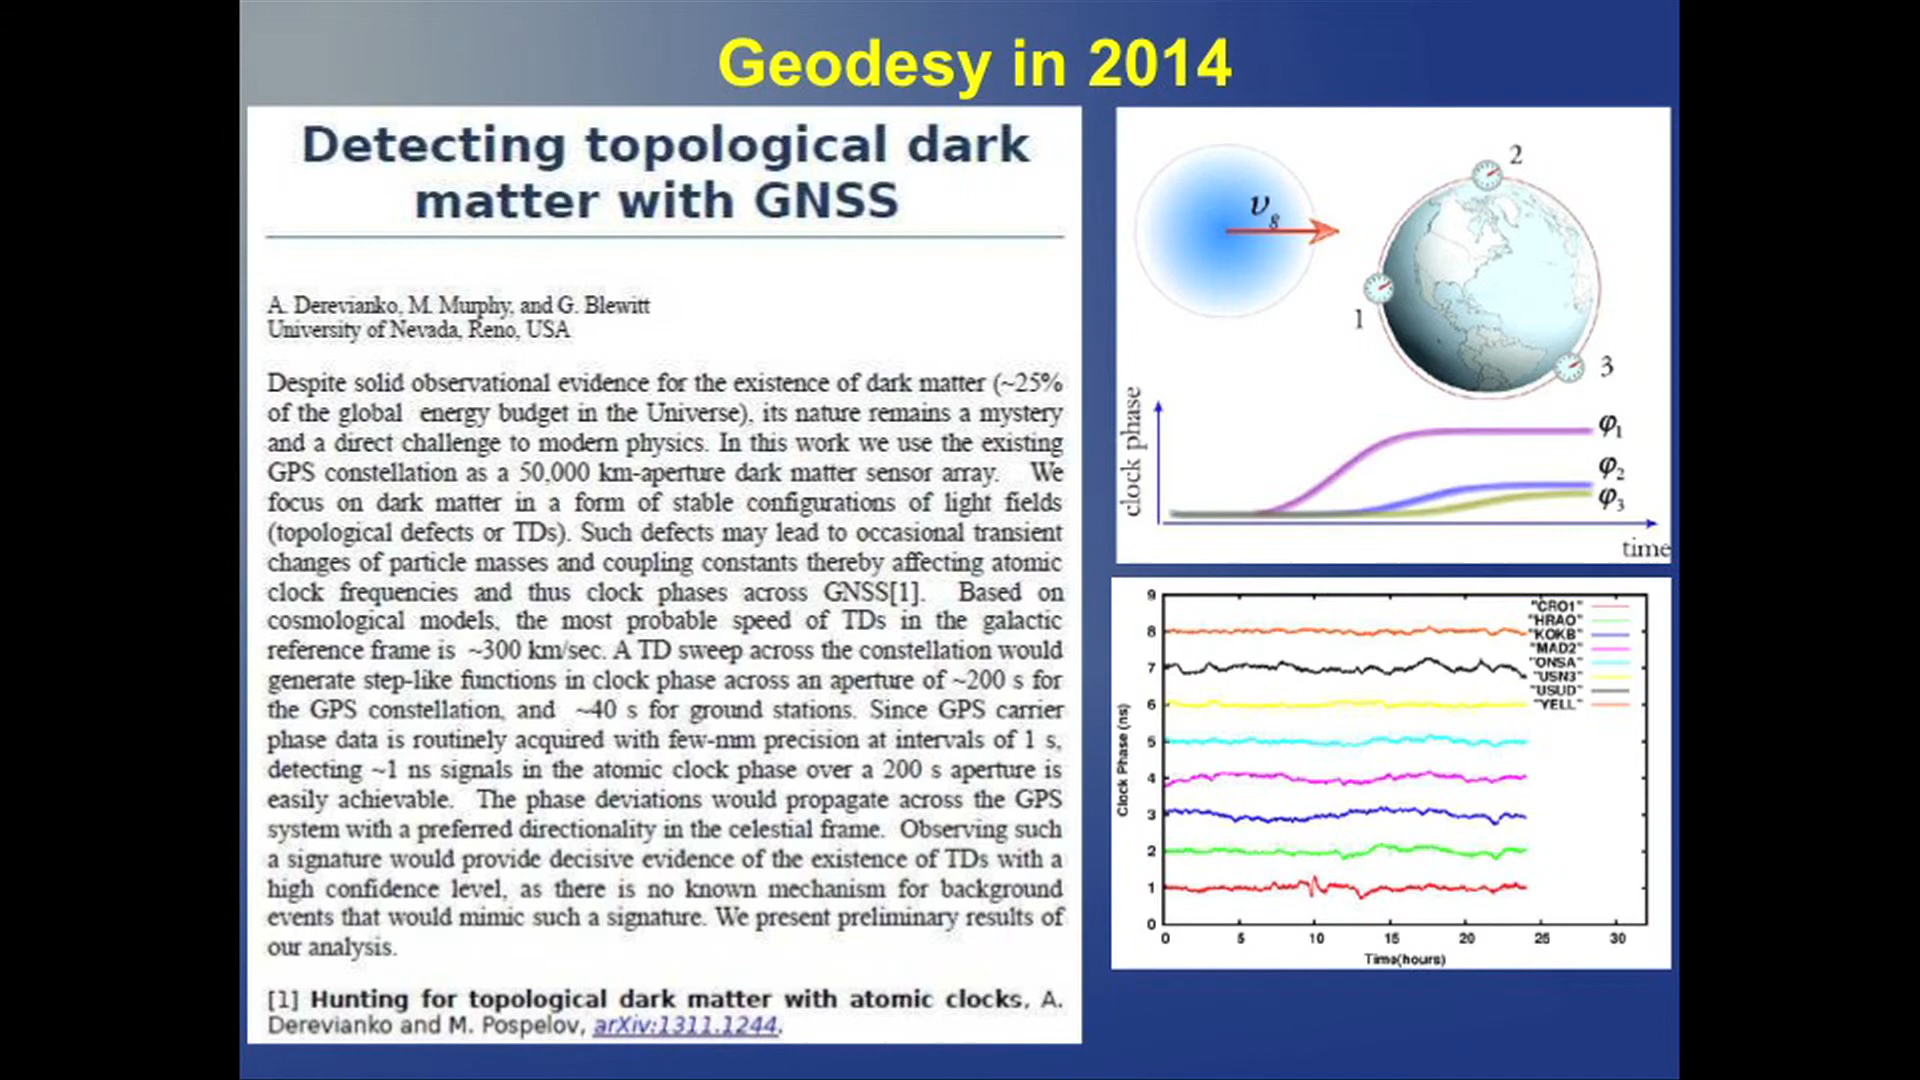 Geodesy in 2014
Detecting topological dark
matter with GNSS
A. Derevianko, M. Murphy, and G. Blewitt
University of Nevada, Reno, USA
Despite solid observational evidence for the existence of dark matter (~25%
of the global energy budget in the Universe), its nature remains a mystery
and a direct challenge to modern physics. In this work we use the existing
GPS constellation as a 50,000 km-aperture dark matter sensor array. We
focus on dark matter in a form of stable configurations of light fields
(topological defects or TDs). Such defects may lead to occasional transient
changes of particle masses and coupling constants thereby affecting atomic
clock frequencies and thus clock phases across GNSS[1]. Based on
cosmological models, the most probable speed of TDs in the galactic
reference frame is ~300 km/sec. A TD sweep across the constellation would
generate step-like functions in clock phase across an aperture of ~200 s for
the GPS constellation, and ~40 s for ground stations. Since GPS carrier
phase data is routinely acquired with few-mm precision at intervals of 1 s,
detecting ~1 ns signals in the atomic clock phase over a 200 s aperture is
easily achievable. The phase deviations would propagate across the GPS
system with a preferred directionality in the celestial frame. Observing such
a signature would provide decisive evidence of the existence of TDs with a
high confidence level, as there is no known mechanism for background
events that would mimic such a signature. We present preliminary results of
our analysis.
[1] Hunting for topological dark matter with atomic clocks, A.
Derevianko and M. Pospelov, arXiv:1311.1244.
υg
1
2
3
clock phase
φ1
φ2
φ3
time
9
8
7
6
5
4
3
2
1
0
Clock Phase (ns)
"CRO1"
"HRAO"
"KOKB"
"MAD2"
"ONSA"
"USN3"
"USUD"
"YELL"
0 5 10 15 20 25 30
Time(hours)